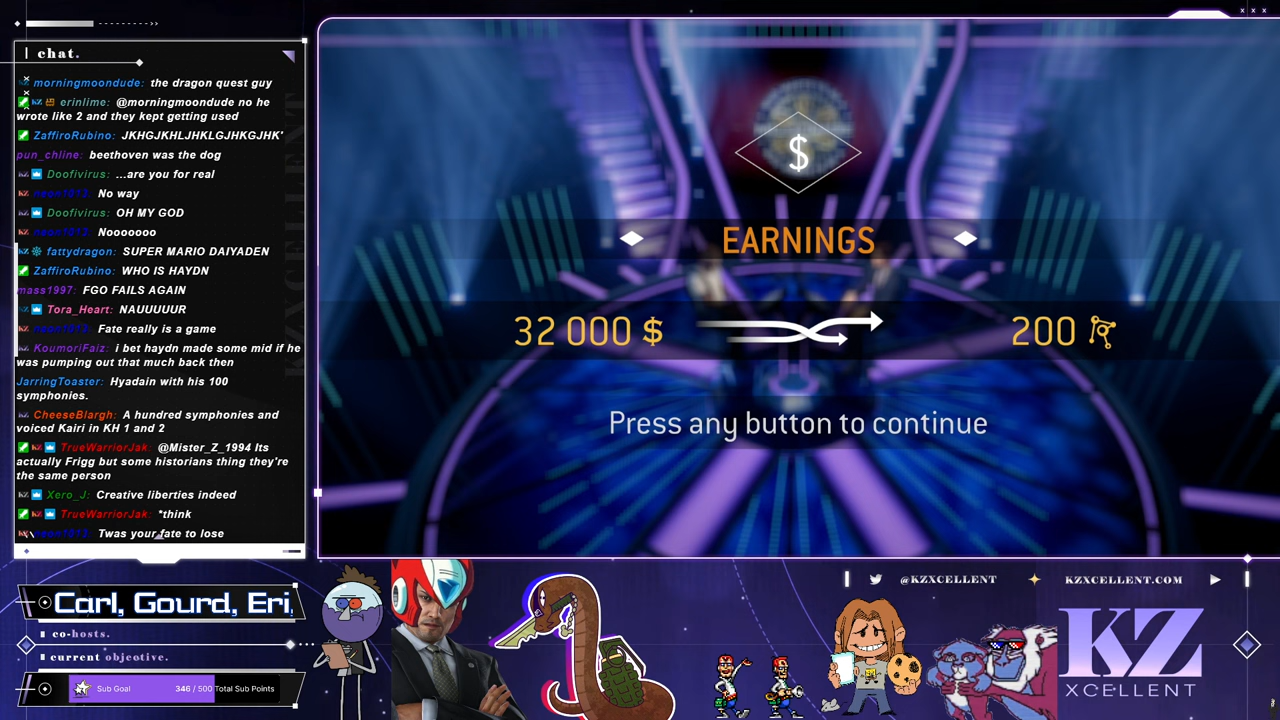 chat.
morningmoondude: the dragon quest guy
erinlime: @morningmoondude no he
wrote like 2 and they kept getting used
ZaffiroRubino: JKHGJKHLJHKLGJHKGJHK'
pun_chline: beethoven was the dog
Doofivirus: ...are you for real
neon1013: No way
Doofivirus: OH MY GOD
neon1013: Nooooooo
fattydragon: SUPER MARIO DAIYADEN
ZaffiroRubino: WHO IS HAYDN
mass1997: FGO FAILS AGAIN
Tora_Heart: NAUUUUUR
neon1013: Fate really is a game
KoumoriFaiz: i bet haydn made some mid if he
was pumping out that much back then
JarringToaster: Hyadain with his 100
symphonies.
CheeseBlargh: A hundred symphonies and
voiced Kairi in KH 1 and 2
TrueWarriorJak: @Mister_Z_1994 Its
actually Frigg but some historians thing they're
the same person
Xero_J: Creative liberties indeed
TrueWarriorJak: *think
neon1013: Twas your fate to lose
$
EARNINGS
32 000 $ 200
Press any button to continue
Carl, Gourd, Eri,
co-hosts.
current objective.
Sub Goal 346 / 500 Total Sub Points
@KZXCELLENT KZXCELLENT.COM
KZ
XCELLENT